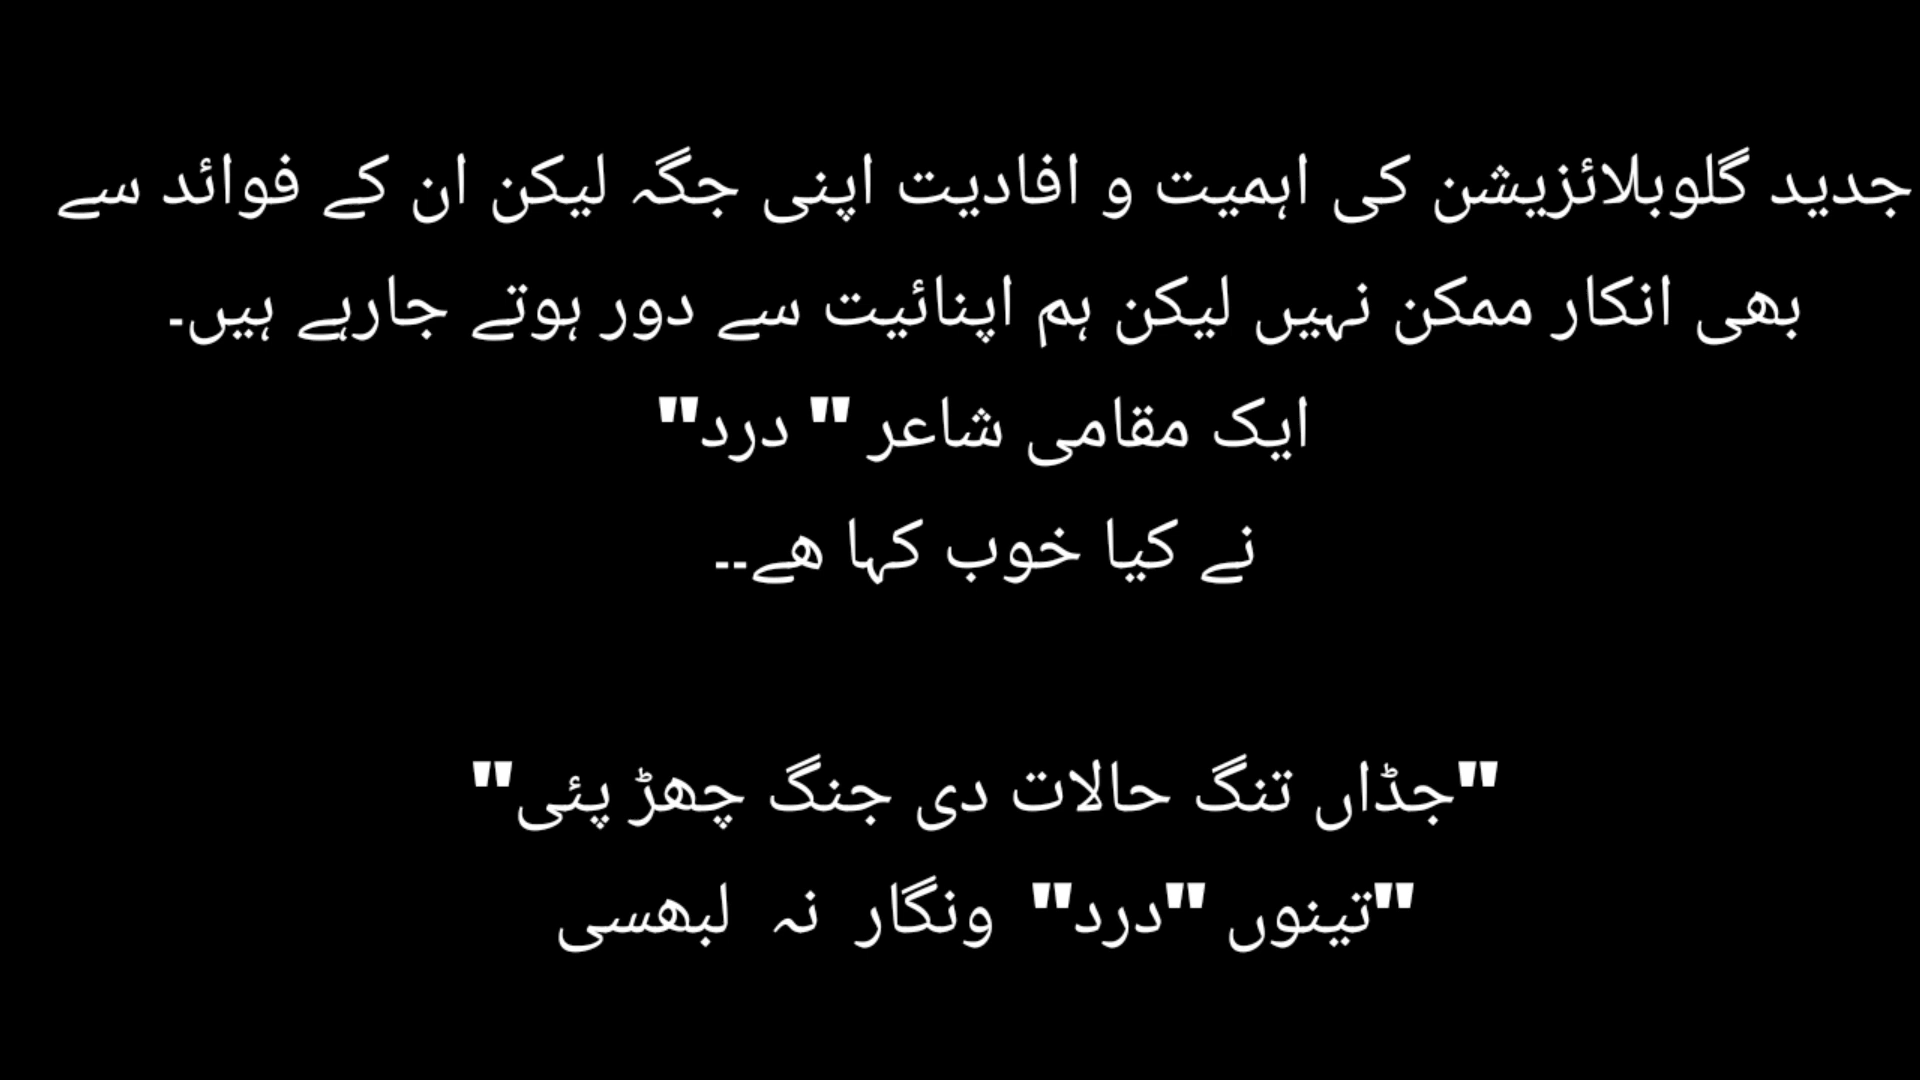 جدید گلوبلائزیشن کی اہمیت و افادیت اپنی جگہ لیکن ان کے فوائد سے
بھی انکار ممکن نہیں لیکن ہم اپنائیت سے دور ہوتے جارہے ہیں۔
ایک مقامی شاعر " درد"
نے کیا خوب کہا ھے۔۔
"جڈاں تنگ حالات دی جنگ چھڑ پئی"
"تینوں "درد" ونگار نہ لبھسی